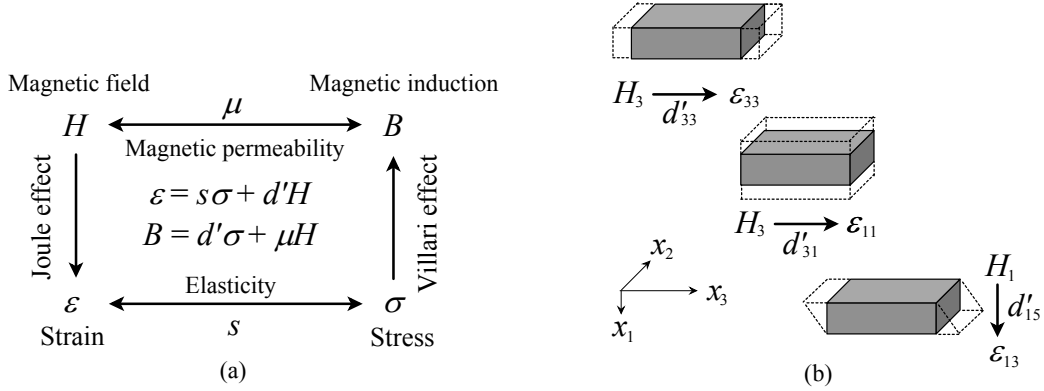 Magnetic field Magnetic induction
H μ B
Magnetic permeability
Joule effect
ε = sσ + d′H
B = d′σ + μH
Villari effect
Elasticity
ε s σ
Strain Stress
(a)
H₃ d′₃₃ ε₃₃
H₃ d′₃₁ ε₁₁
x₂
x₃
x₁
H₁
d′₁₅
ε₁₃
(b)